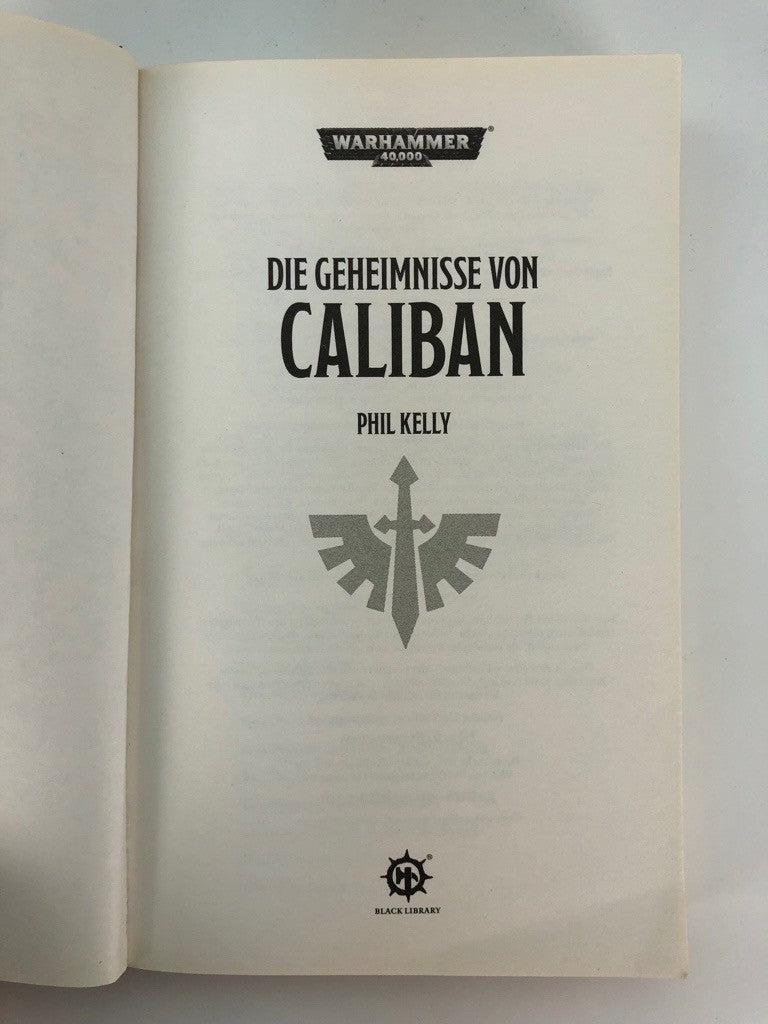 WARHAMMER®
40,000
DIE GEHEIMNISSE VON
CALIBAN
PHIL KELLY
®
BLACK LIBRARY